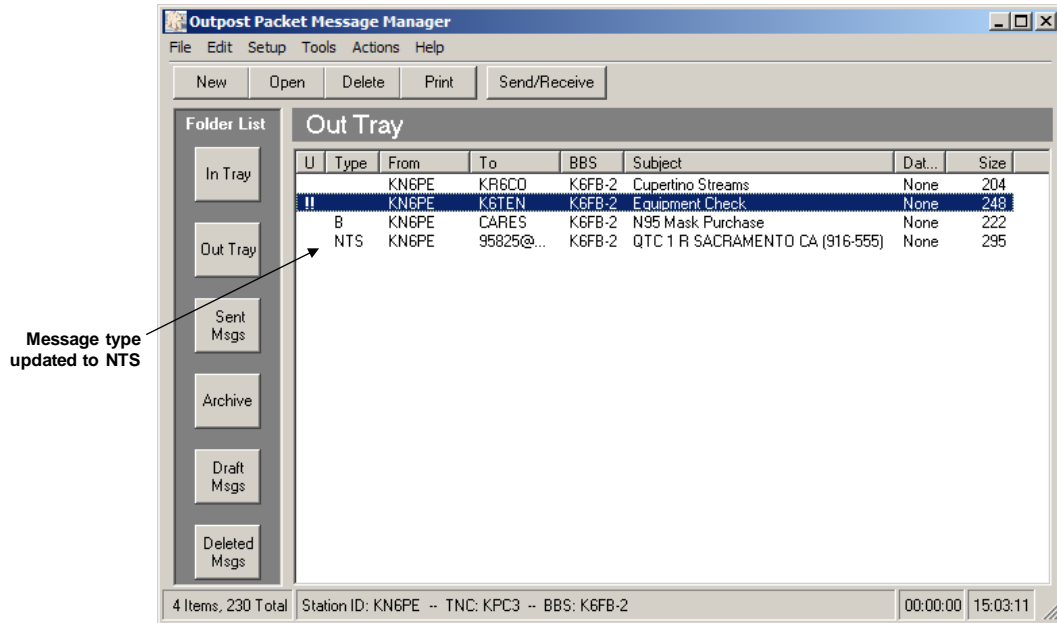 Outpost Packet Message Manager
File Edit Setup Tools Actions Help
New Open Delete Print Send/Receive
Folder List
Out Tray
In Tray
Out Tray
Sent
Msgs
Archive
Draft
Msgs
Deleted
Msgs
U Type From To BBS Subject Dat... Size
KN6PE KR6CO K6FB-2 Cupertino Streams None 204
!! KN6PE K6TEN K6FB-2 Equipment Check None 248
B KN6PE CARES K6FB-2 N95 Mask Purchase None 222
NTS KN6PE 95825@... K6FB-2 QTC 1 R SACRAMENTO CA (916-555) None 295
Message type
updated to NTS
4 Items, 230 Total Station ID: KN6PE -- TNC: KPC3 -- BBS: K6FB-2 00:00:00 15:03:11